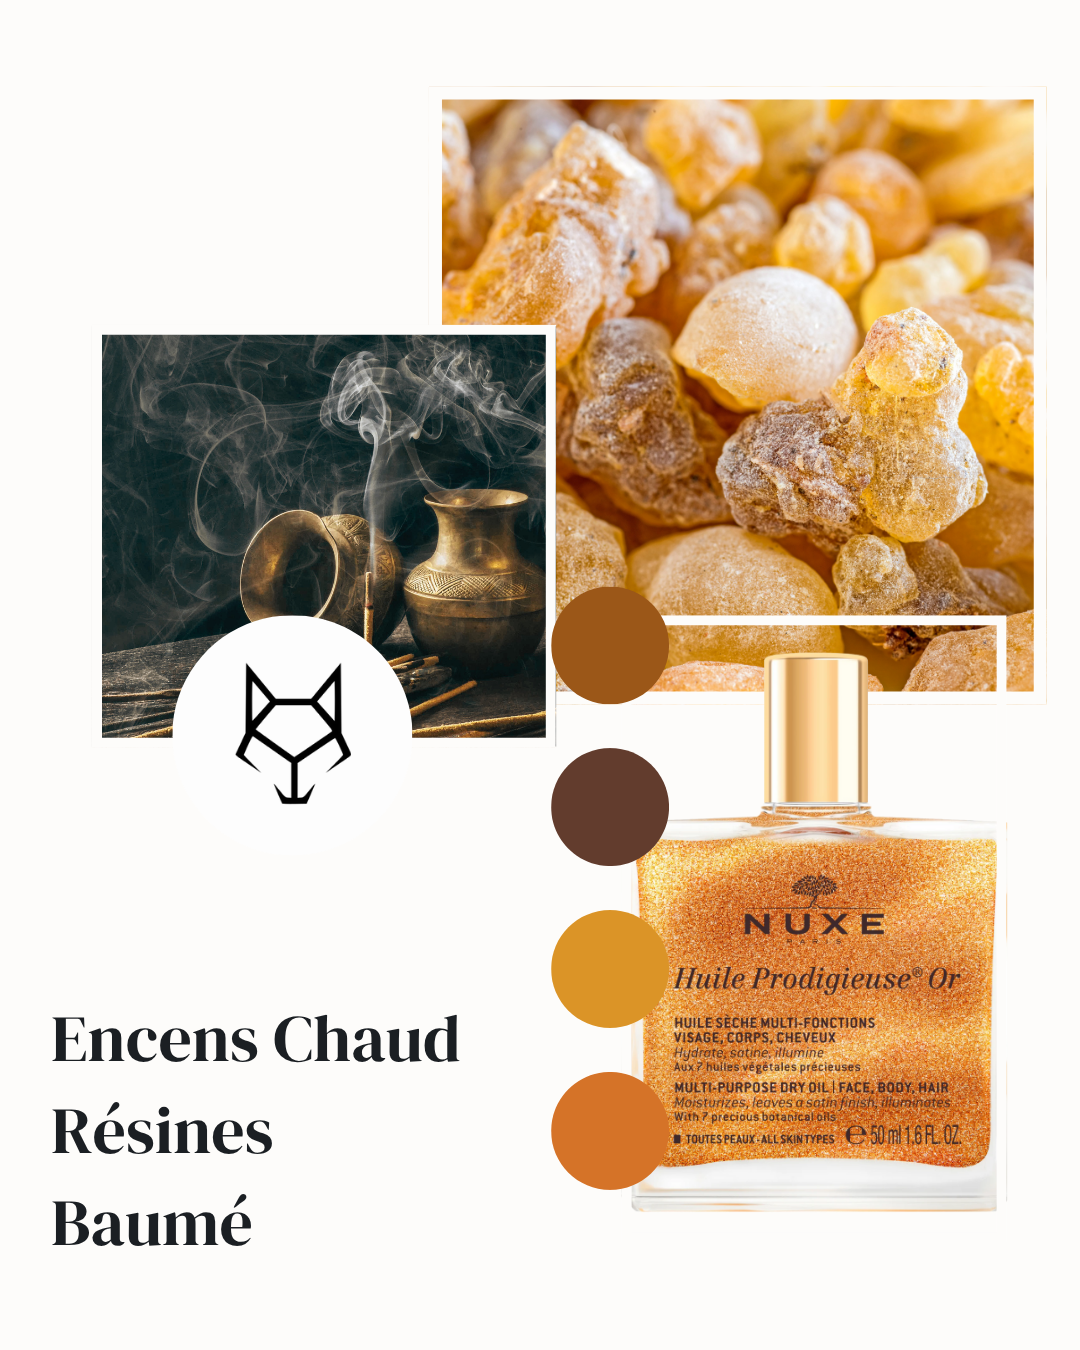 Encens Chaud
Résines
Baumé
NUXE
PARIS
Huile Prodigieuse® Or
HUILE SÈCHE MULTI-FONCTIONS
VISAGE, CORPS, CHEVEUX
Hydrate, satine, illumine
Aux 7 huiles végétales précieuses
MULTI-PURPOSE DRY OIL | FACE, BODY, HAIR
Moisturizes, leaves a satin finish, illuminates
With 7 precious botanical oils
■ TOUTES PEAUX - ALL SKIN TYPES ℮ 50 ml 1.6 FL. OZ.